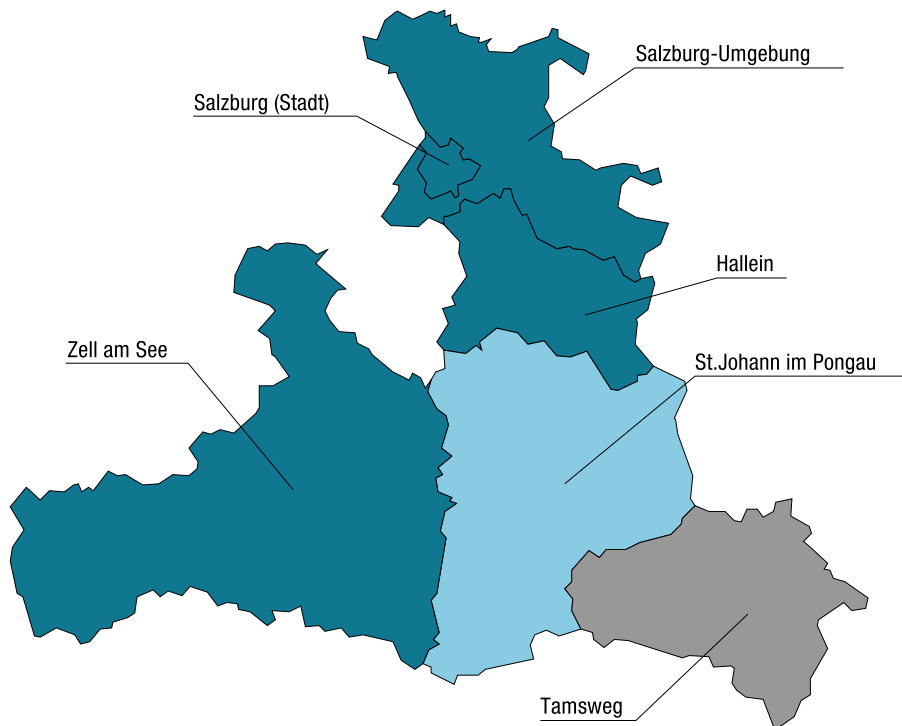 Salzburg-Umgebung
Salzburg (Stadt)
Hallein
Zell am See
St.Johann im Pongau
Tamsweg